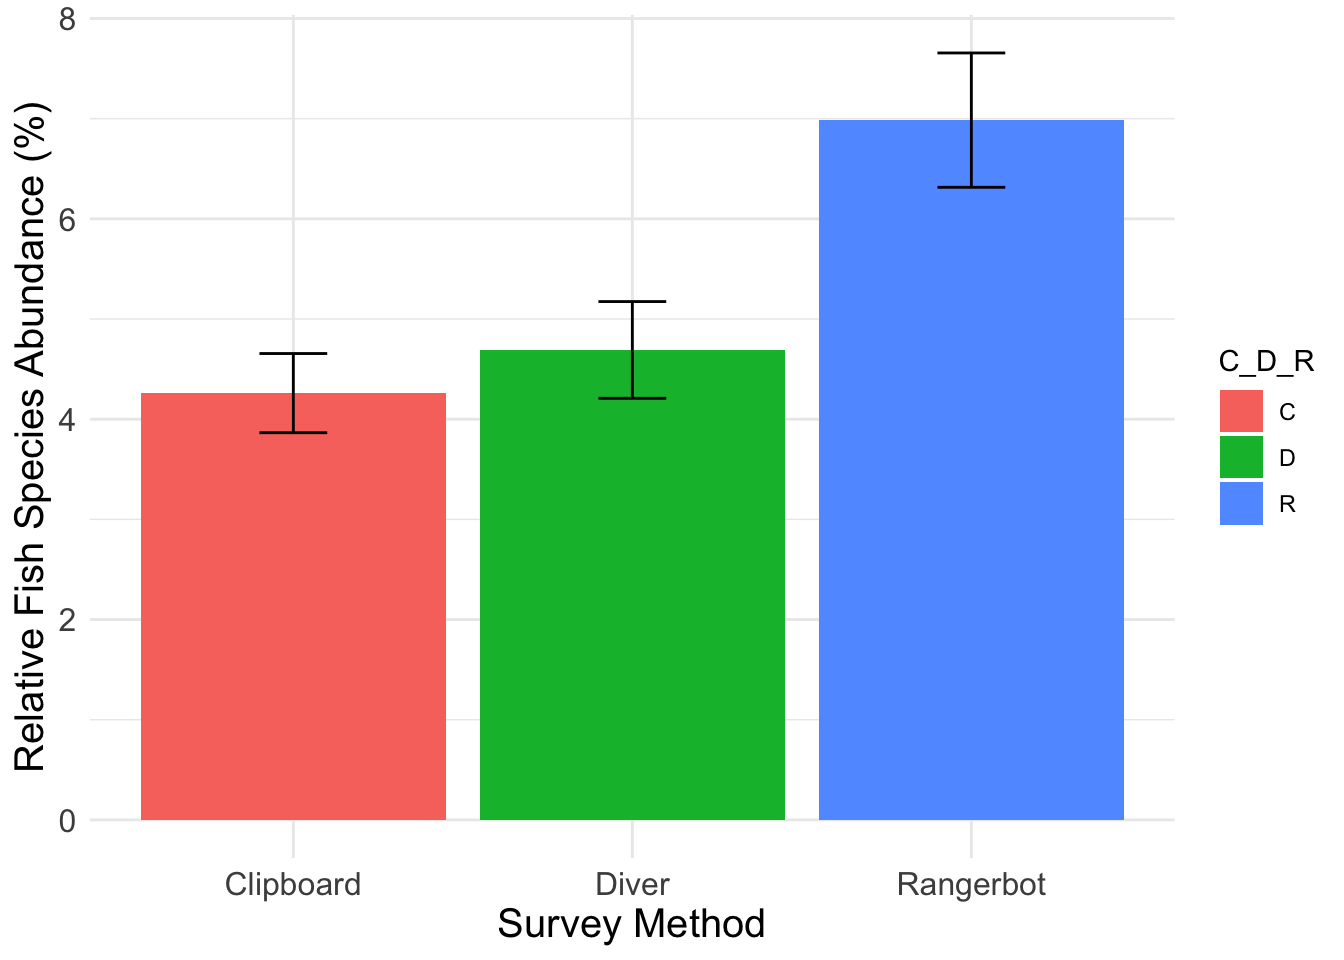 Relative Fish Species Abundance (%)
8
6
4
2
0
Clipboard
Diver
Rangerbot
Survey Method
C_D_R
C
D
R